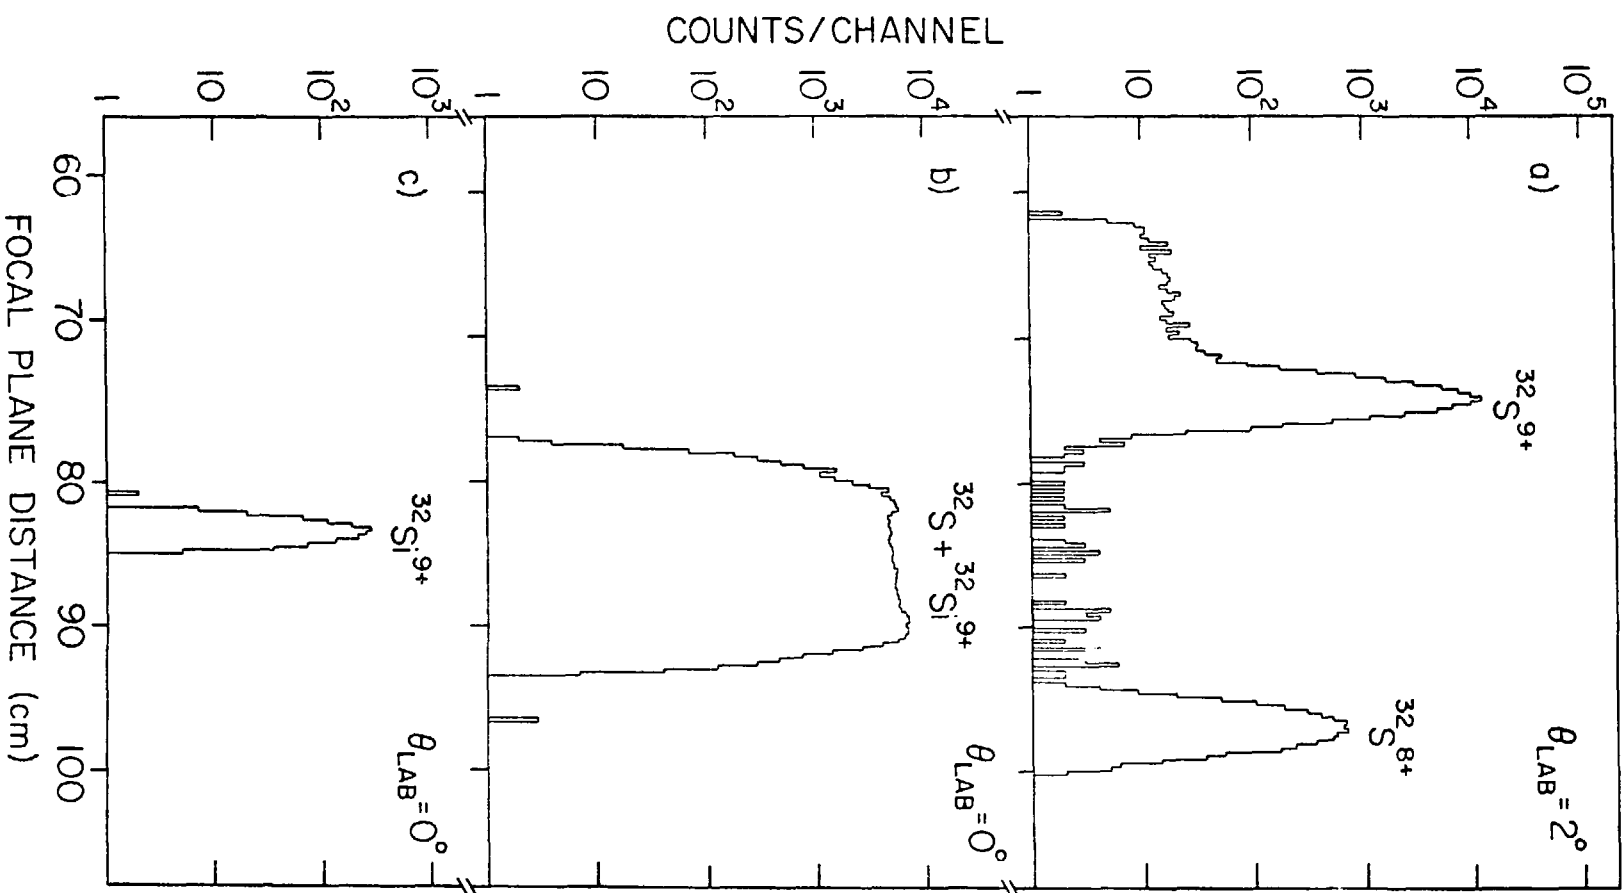 COUNTS/CHANNEL
10⁵
10⁴
10³
10²
10
1
a)
θLAB=2°
³²S⁹⁺
³²S⁸⁺
10⁴
10³
10²
10
1
b)
θLAB=0°
³²S+³²Si⁹⁺
10³
10²
10
1
c)
θLAB=0°
³²Si⁹⁺
60 70 80 90 100
FOCAL PLANE DISTANCE (cm)